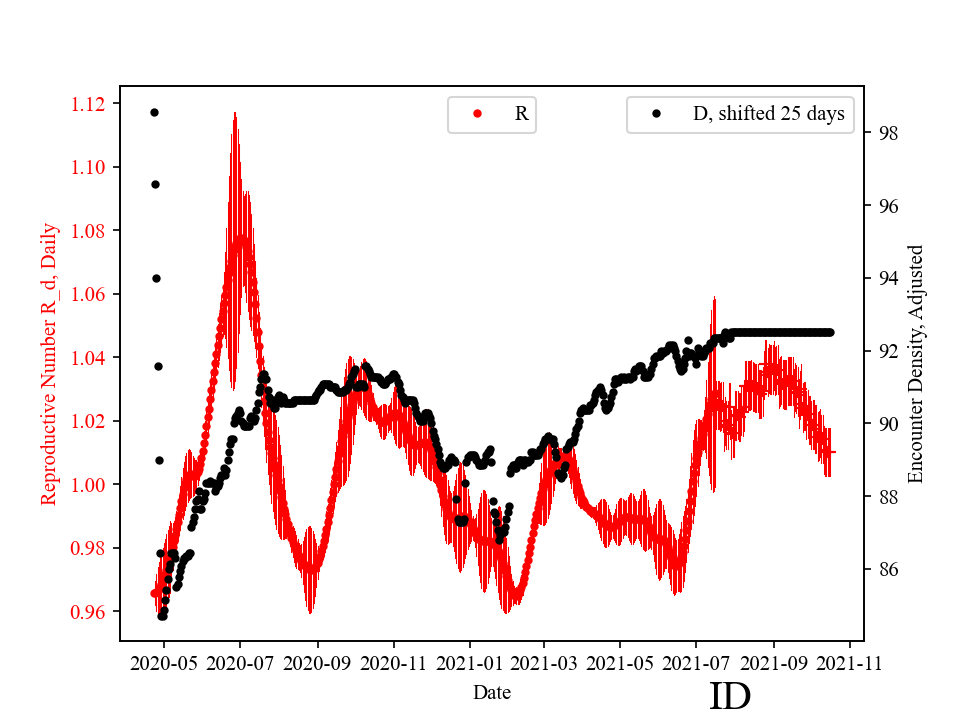 R
D, shifted 25 days
Reproductive Number R_d, Daily
1.12
1.10
1.08
1.06
1.04
1.02
1.00
0.98
0.96
98
96
94
92
90
88
86
Encounter Density, Adjusted
2020-05 2020-07 2020-09 2020-11 2021-01 2021-03 2021-05 2021-07 2021-09 2021-11
Date
ID